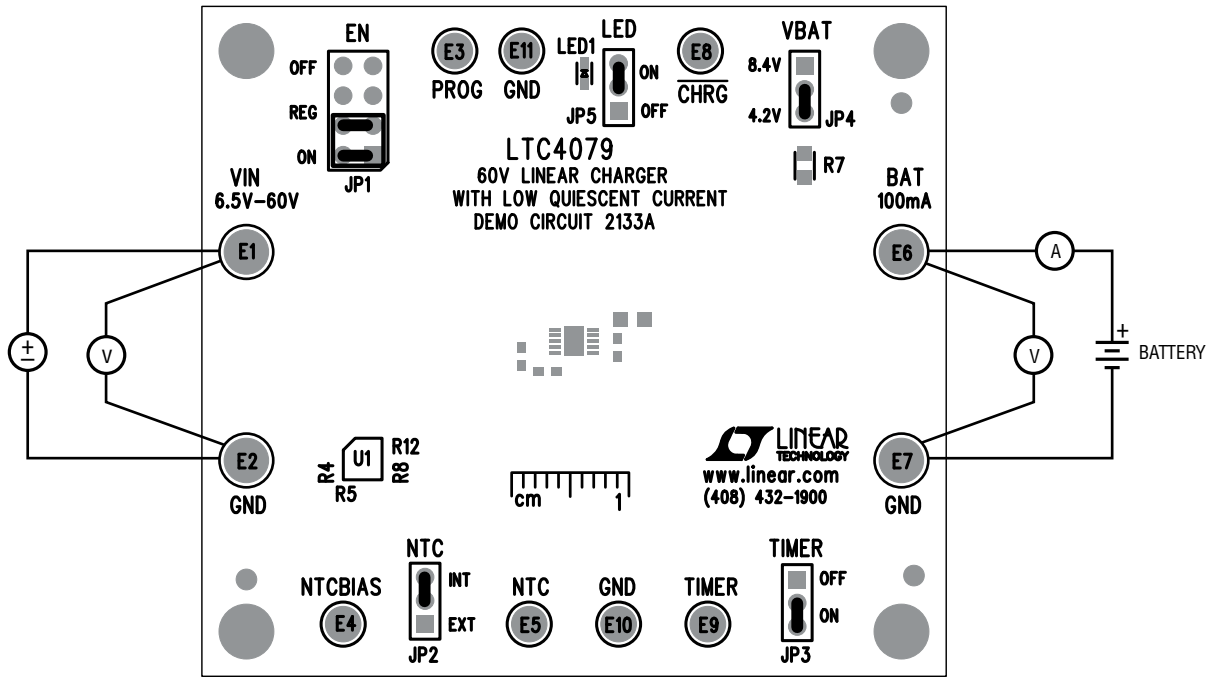 EN
OFF
REG
ON
JP1
E3
PROG
E11
GND
LED
LED1
ON
OFF
JP5
E8
CHRG
VBAT
8.4V
4.2V
JP4
R7
LTC4079
60V LINEAR CHARGER
WITH LOW QUIESCENT CURRENT
DEMO CIRCUIT 2133A
VIN
6.5V-60V
E1
BAT
100mA
E6
A
+
-
V
V
+
BATTERY
E2
GND
R4
U1
R12
R8
R5
cm 1
LINEAR
TECHNOLOGY
www.linear.com
(408) 432-1900
E7
GND
NTCBIAS
E4
NTC
INT
EXT
JP2
NTC
E5
GND
E10
TIMER
E9
TIMER
OFF
ON
JP3